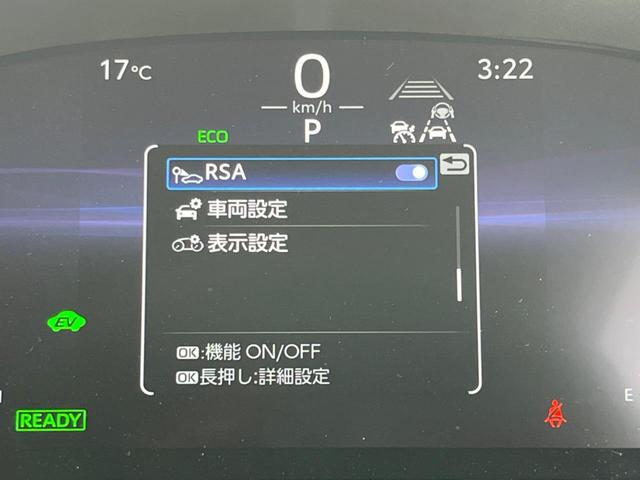 17℃
0
km/h
3:22
ECO
P
RSA
車両設定
表示設定
EV
OK:機能 ON/OFF
OK長押し:詳細設定
READY
E